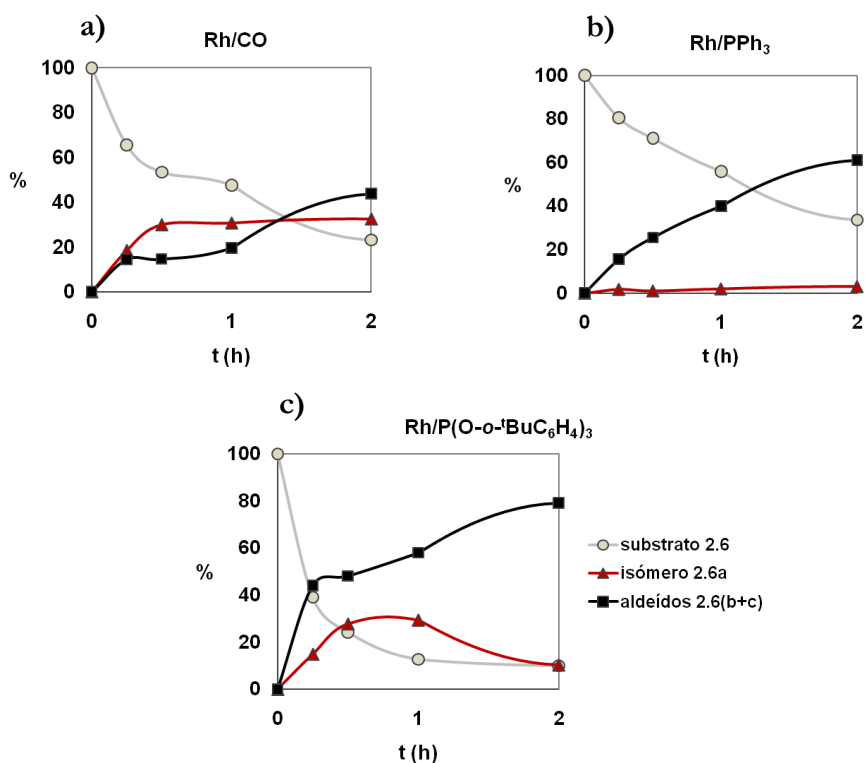 a)
Rh/CO
100
80
60
40
20
0
%
0 1 2
t (h)
b)
Rh/PPh₃
100
80
60
40
20
0
%
0 1 2
t (h)
c)
Rh/P(O-o-ᵗBuC₆H₄)₃
100
80
60
40
20
0
%
0 1 2
t (h)
substrato 2.6
isómero 2.6a
aldeídos 2.6(b+c)